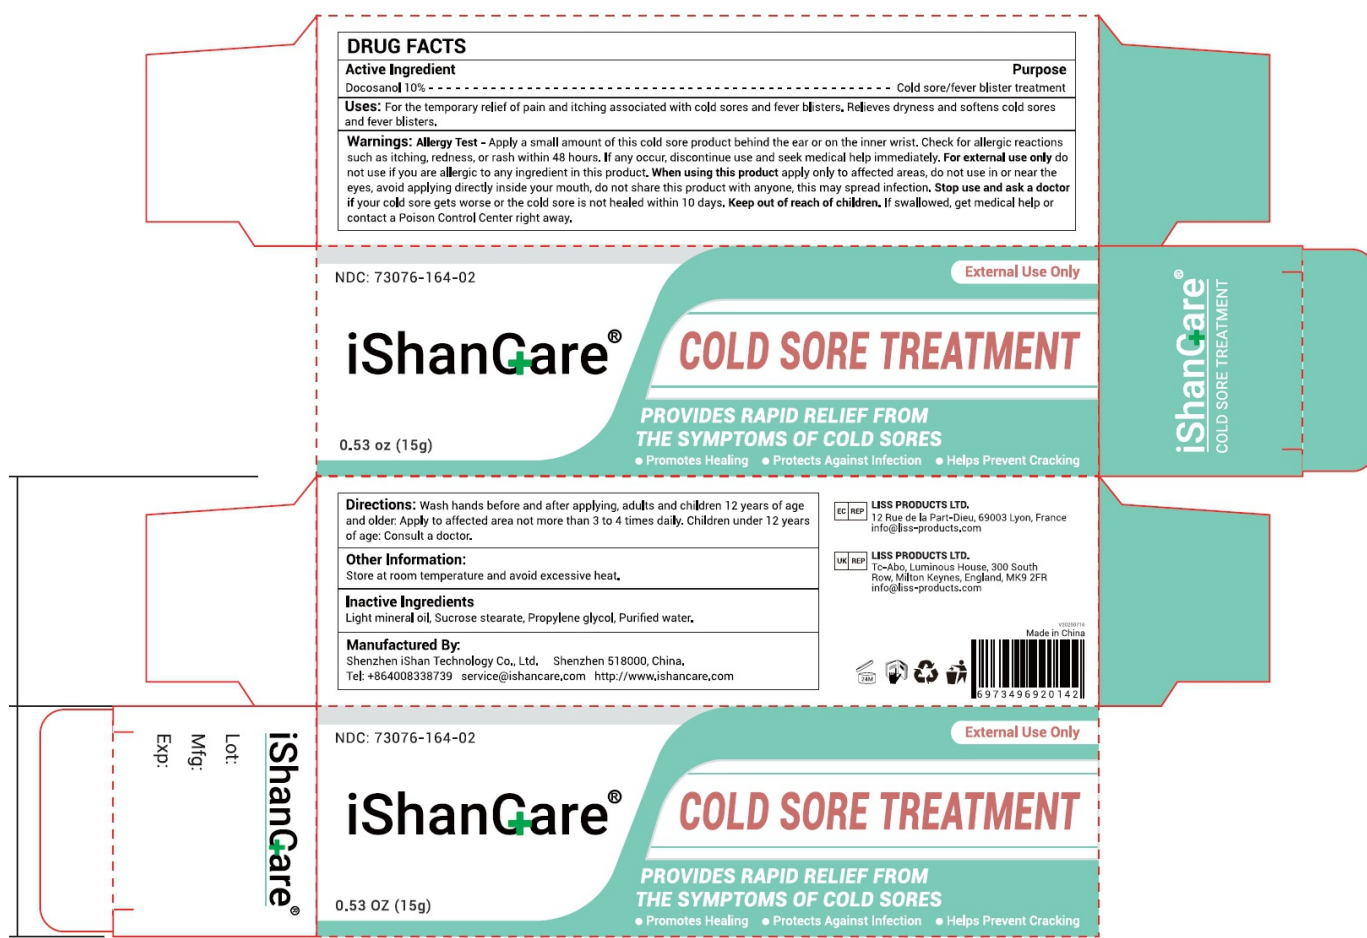 DRUG FACTS
Active Ingredient Purpose
Docosanol 10% - - - - - - - - - - - - - - - - - - - - - - - - - - - - - - - - - - - - - - - - - - - - - - - - - - - - - - - - - - Cold sore/fever blister treatment
Uses: For the temporary relief of pain and itching associated with cold sores and fever blisters. Relieves dryness and softens cold sores
and fever blisters.
Warnings: Allergy Test - Apply a small amount of this cold sore product behind the ear or on the inner wrist. Check for allergic reactions
such as itching, redness, or rash within 48 hours. If any occur, discontinue use and seek medical help immediately. For external use only do
not use if you are allergic to any ingredient in this product. When using this product apply only to affected areas, do not use in or near the
eyes, avoid applying directly inside your mouth, do not share this product with anyone, this may spread infection. Stop use and ask a doctor
if your cold sore gets worse or the cold sore is not healed within 10 days. Keep out of reach of children. If swallowed, get medical help or
contact a Poison Control Center right away.
NDC: 73076-164-02
External Use Only
iShanCare®
COLD SORE TREATMENT
PROVIDES RAPID RELIEF FROM
THE SYMPTOMS OF COLD SORES
0.53 oz (15g)
● Promotes Healing ● Protects Against Infection ● Helps Prevent Cracking
iShanCare®
COLD SORE TREATMENT
Directions: Wash hands before and after applying, adults and children 12 years of age
and older: Apply to affected area not more than 3 to 4 times daily. Children under 12 years
of age: Consult a doctor.
Other Information:
Store at room temperature and avoid excessive heat.
Inactive Ingredients
Light mineral oil, Sucrose stearate, Propylene glycol, Purified water.
Manufactured By:
Shenzhen iShan Technology Co., Ltd. Shenzhen 518000, China.
Tel: +864008338739 service@ishancare.com http://www.ishancare.com
EC REP
LISS PRODUCTS LTD.
12 Rue de la Part-Dieu, 69003 Lyon, France
info@liss-products.com
UK REP
LISS PRODUCTS LTD.
Tc-Abo, Luminous House, 300 South
Row, Milton Keynes, England, MK9 2FR
info@liss-products.com
Made in China
24M
6973496920142
Lot:
Mfg:
Exp:
iShanCare®
NDC: 73076-164-02
External Use Only
iShanCare®
COLD SORE TREATMENT
PROVIDES RAPID RELIEF FROM
THE SYMPTOMS OF COLD SORES
0.53 OZ (15g)
● Promotes Healing ● Protects Against Infection ● Helps Prevent Cracking